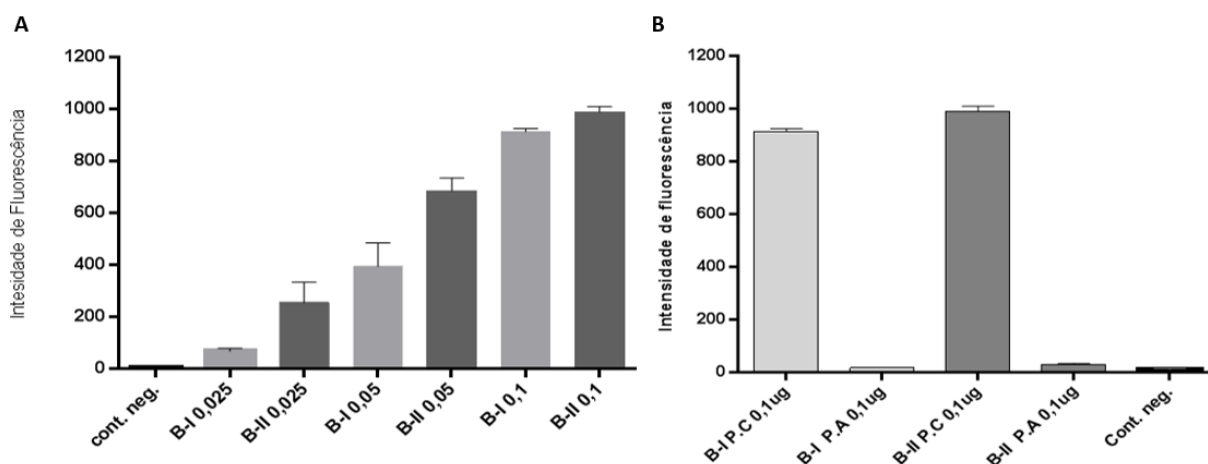 A
Intesidade de Fluorescência
1200
1000
800
600
400
200
0
cont. neg.
B-I 0,025
B-II 0,025
B-I 0,05
B-II 0,05
B-I 0,1
B-II 0,1
B
Intensidade de fluorescência
1200
1000
800
600
400
200
0
B-I P.C 0,1ug
B-I P.A 0,1ug
B-II P.C 0,1ug
B-II P.A 0,1ug
Cont. neg.